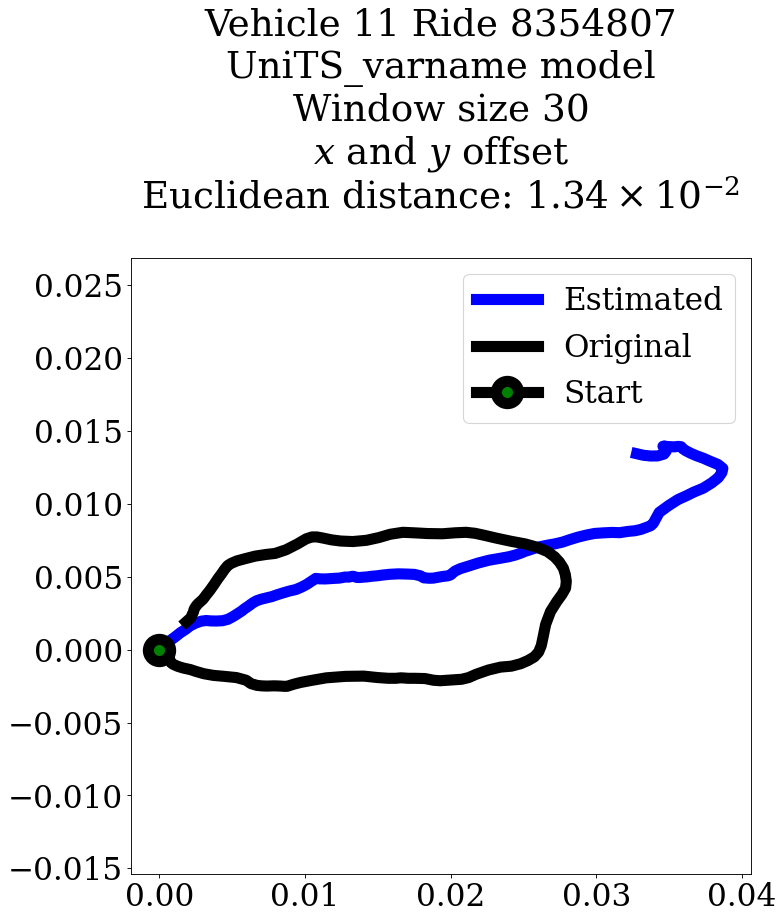 Vehicle 11 Ride 8354807
UniTS_varname model
Window size 30
x and y offset
Euclidean distance: 1.34 × 10⁻²
Estimated
Original
Start
0.025
0.020
0.015
0.010
0.005
0.000
−0.005
−0.010
−0.015
0.00 0.01 0.02 0.03 0.04